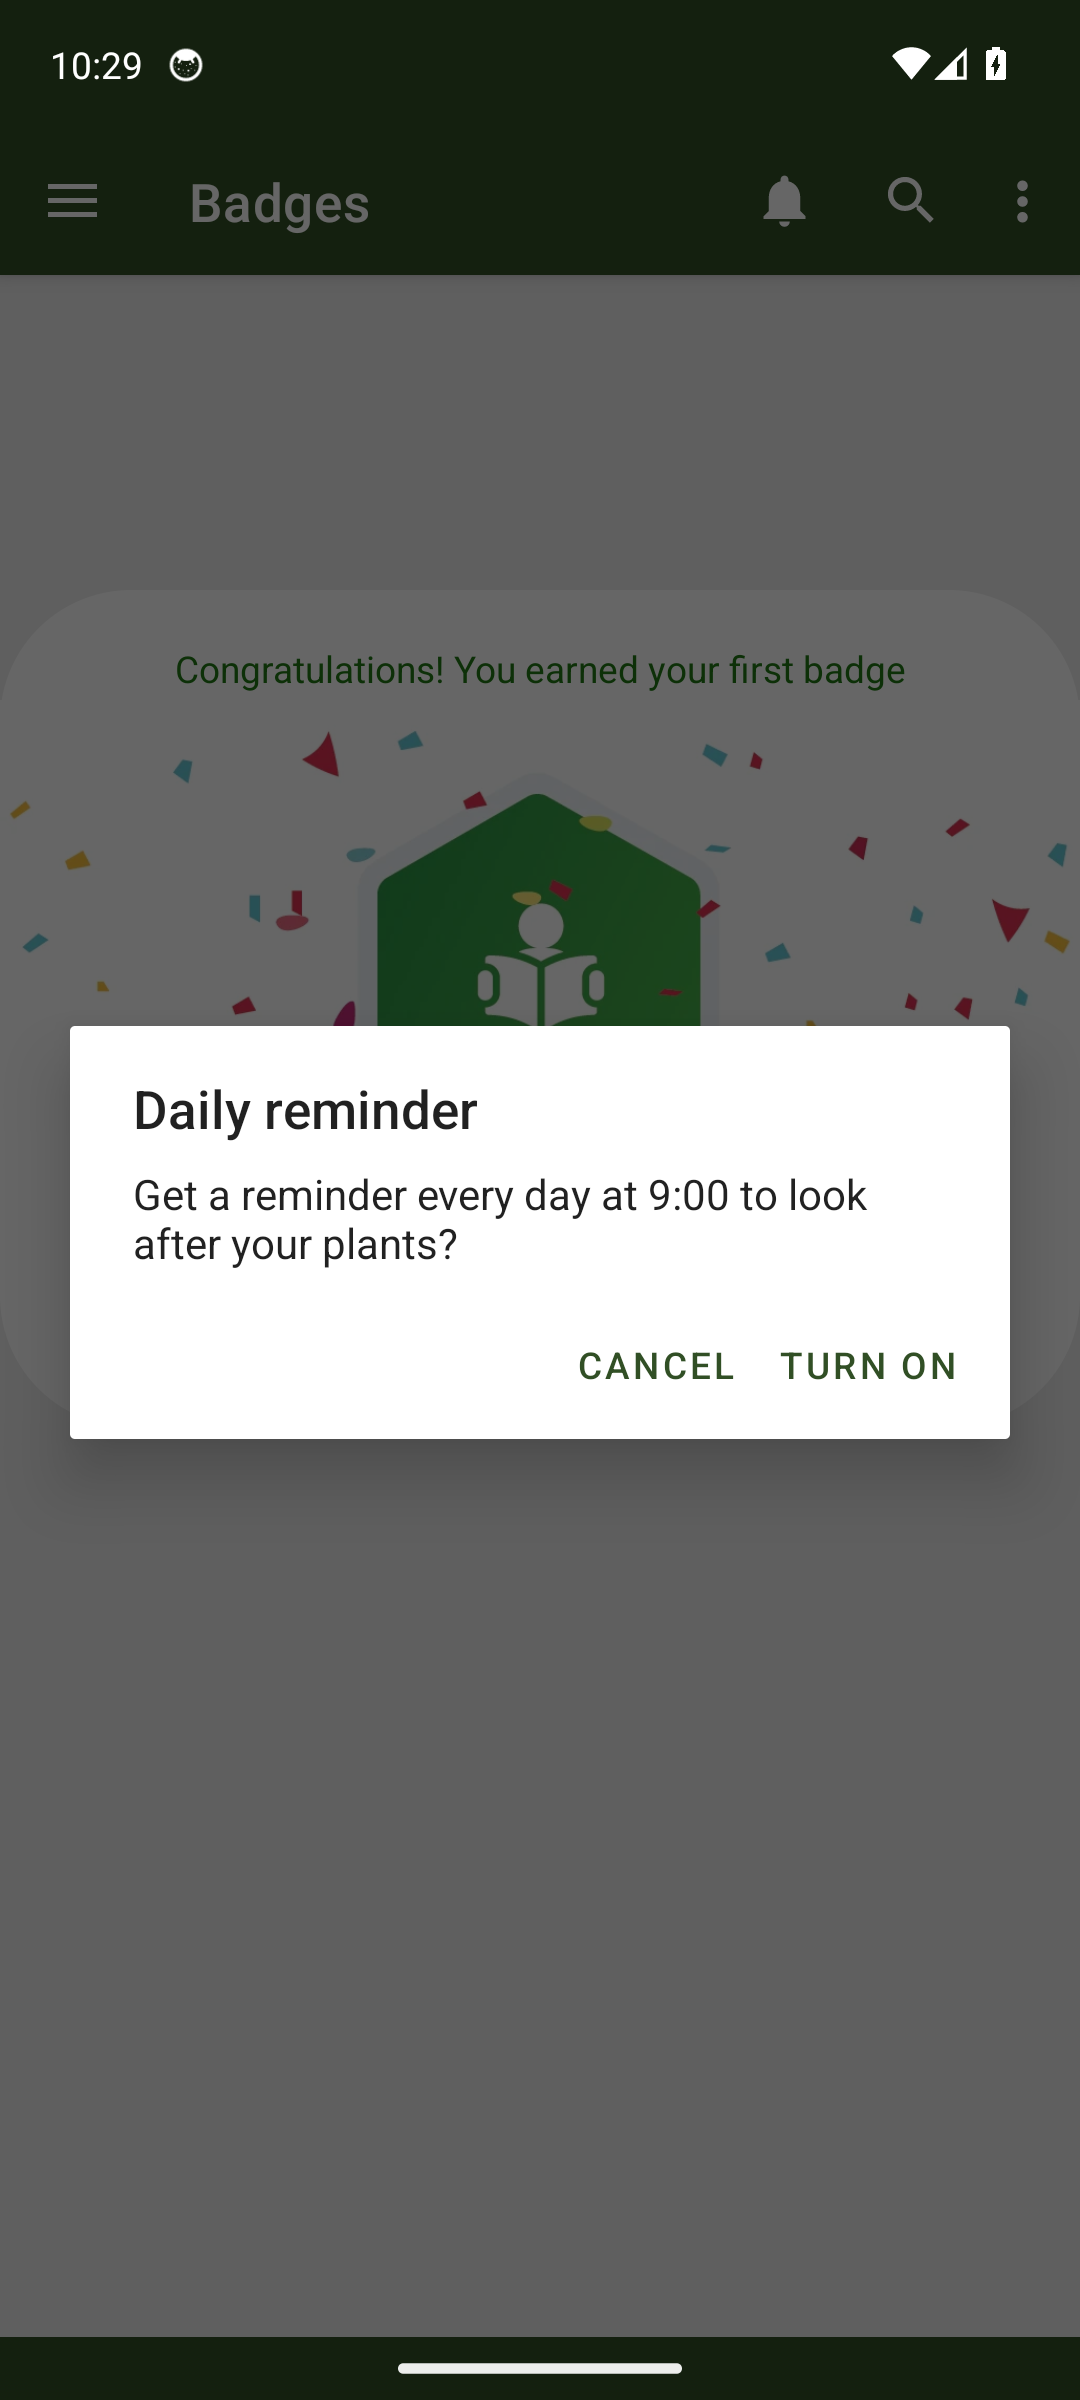 10:29
Badges
Congratulations! You earned your first badge
Daily reminder
Get a reminder every day at 9:00 to look
after your plants?
CANCEL TURN ON